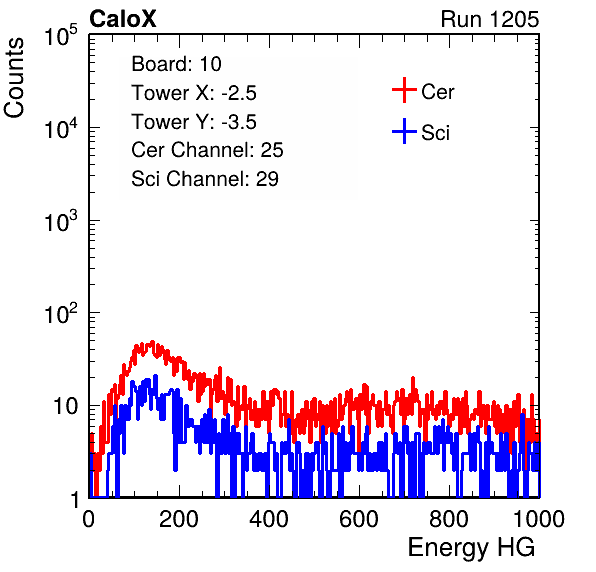 CaloX Run 1205
Counts
Board: 10
Tower X: -2.5
Tower Y: -3.5
Cer Channel: 25
Sci Channel: 29
Cer
Sci
10^5
10^4
10^3
10^2
10
1
0 200 400 600 800 1000
Energy HG